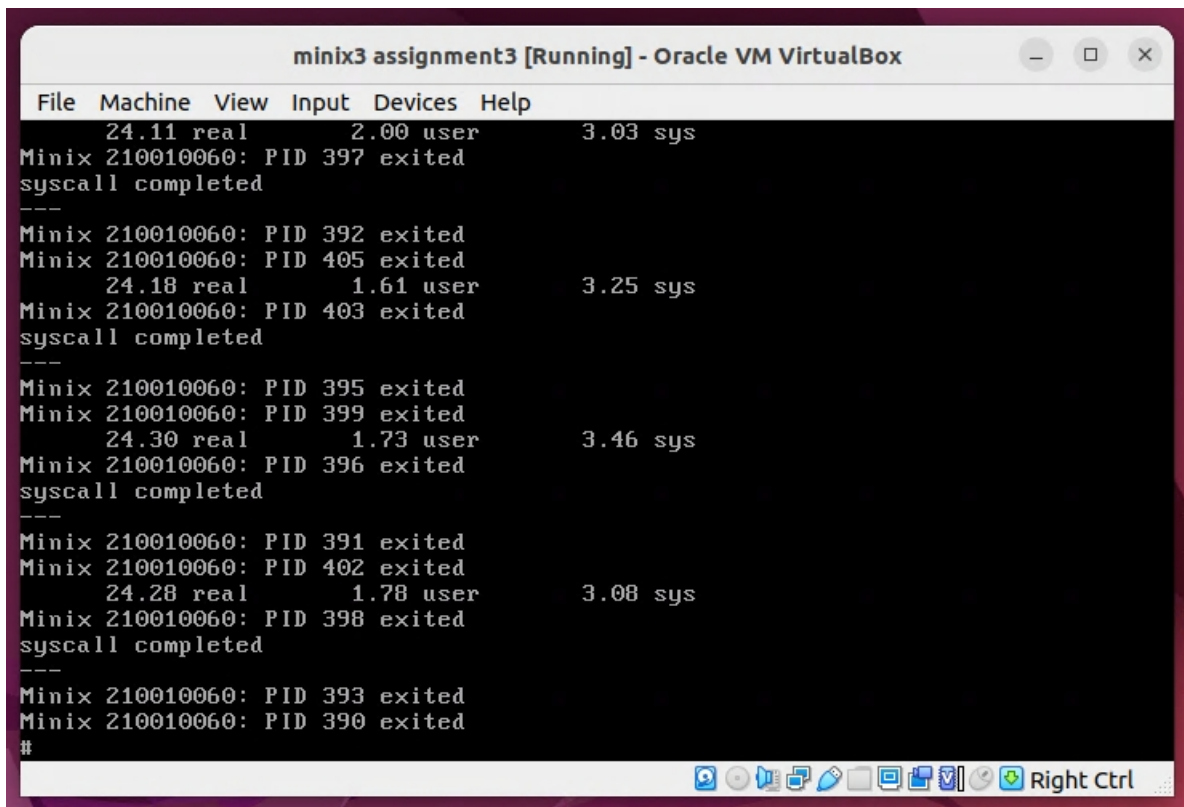 minix3 assignment3 [Running] - Oracle VM VirtualBox
File Machine View Input Devices Help
24.11 real 2.00 user 3.03 sys
Minix 210010060: PID 397 exited
syscall completed
---
Minix 210010060: PID 392 exited
Minix 210010060: PID 405 exited
24.18 real 1.61 user 3.25 sys
Minix 210010060: PID 403 exited
syscall completed
---
Minix 210010060: PID 395 exited
Minix 210010060: PID 399 exited
24.30 real 1.73 user 3.46 sys
Minix 210010060: PID 396 exited
syscall completed
---
Minix 210010060: PID 391 exited
Minix 210010060: PID 402 exited
24.28 real 1.78 user 3.08 sys
Minix 210010060: PID 398 exited
syscall completed
---
Minix 210010060: PID 393 exited
Minix 210010060: PID 390 exited
#
Right Ctrl